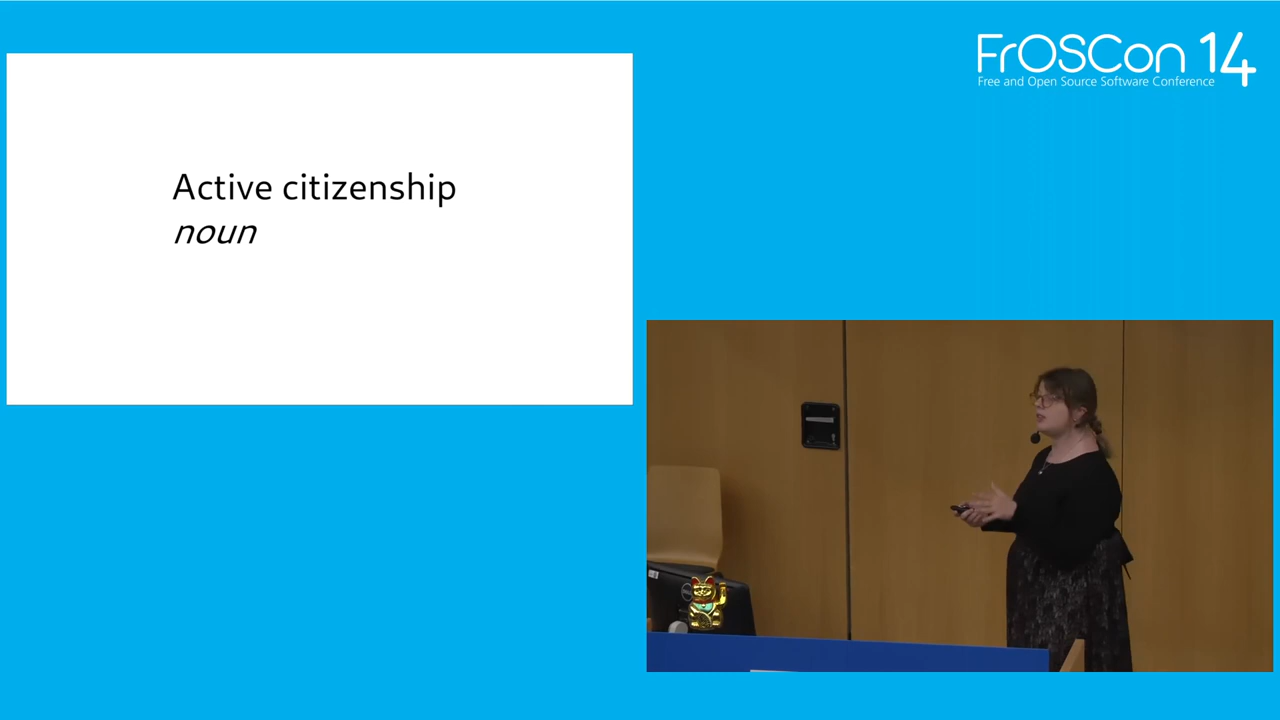 Active citizenship
noun
FrOSCon 14
Free and Open Source Software Conference